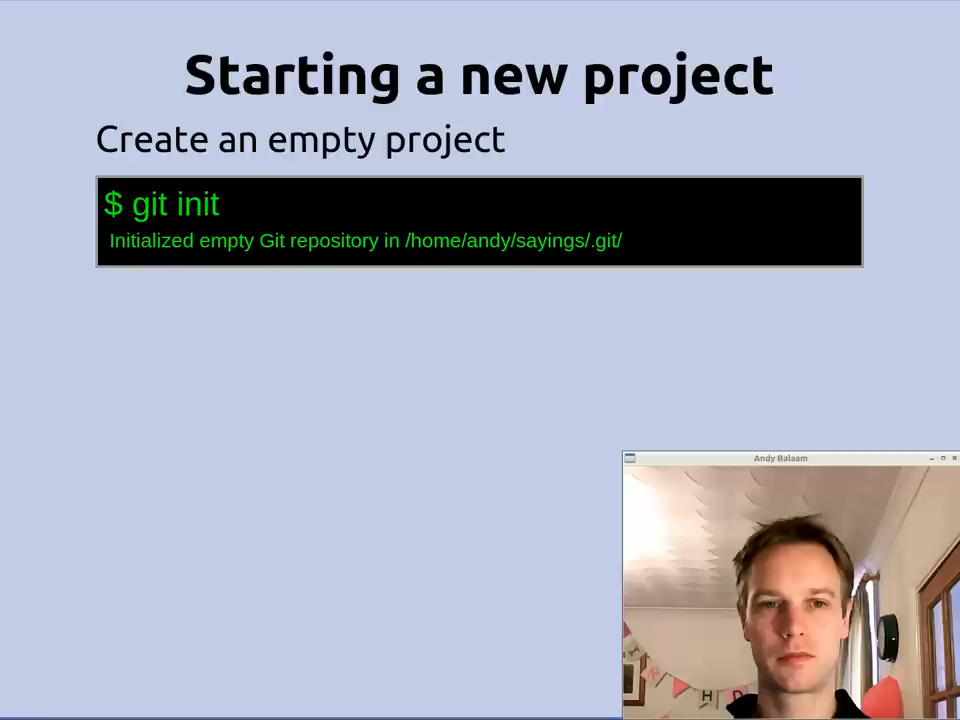 Starting a new project
Create an empty project
$ git init
Initialized empty Git repository in /home/andy/sayings/.git/
Andy Balaam
H